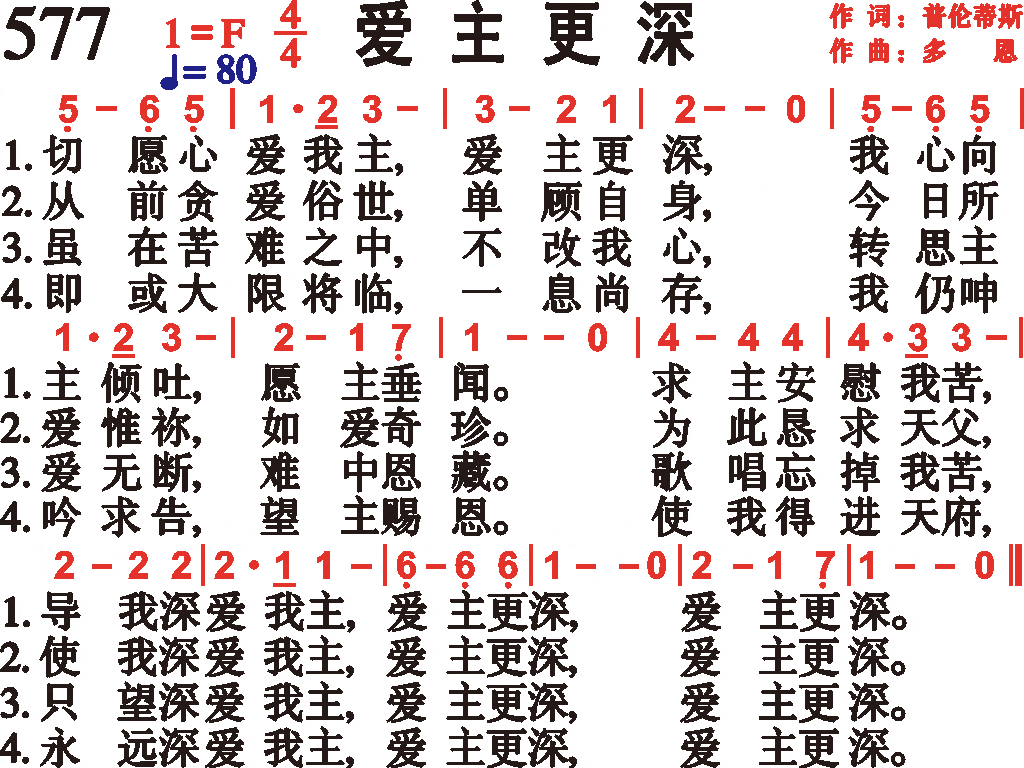 577 1=F 4/4 爱主更深 作词：普伦蒂斯
♩=80 作曲：多 恩
5 - 6 5 | 1 · 2 3 - | 3 - 2 1 | 2 - - 0 | 5 - 6 5 |
1. 切 愿心 爱我主, 爱 主更 深, 我 心向
2. 从 前贪 爱俗世, 单 顾自 身, 今 日所
3. 虽 在苦 难之中, 不 改我 心, 转 思主
4. 即 或大 限将临, 一 息尚 存, 我 仍呻
1 · 2 3 - | 2 - 1 7 | 1 - - 0 | 4 - 4 4 | 4 · 3 3 - |
1. 主 倾吐, 愿 主垂 闻。 求 主安 慰我苦,
2. 爱 惟祢, 如 爱奇 珍。 为 此恳 求天父,
3. 爱 无断, 难 中恩 藏。 歌 唱忘 掉我苦,
4. 吟 求告, 望 主赐 恩。 使 我得 进天府,
2 - 2 2 | 2 · 1 1 - | 6 - 6 6 | 1 - - 0 | 2 - 1 7 | 1 - - 0 ‖
1. 导 我深爱 我主, 爱 主更深, 爱 主更 深。
2. 使 我深爱 我主, 爱 主更深, 爱 主更 深。
3. 只 望深爱 我主, 爱 主更深, 爱 主更 深。
4. 永 远深爱 我主, 爱 主更深, 爱 主更 深。